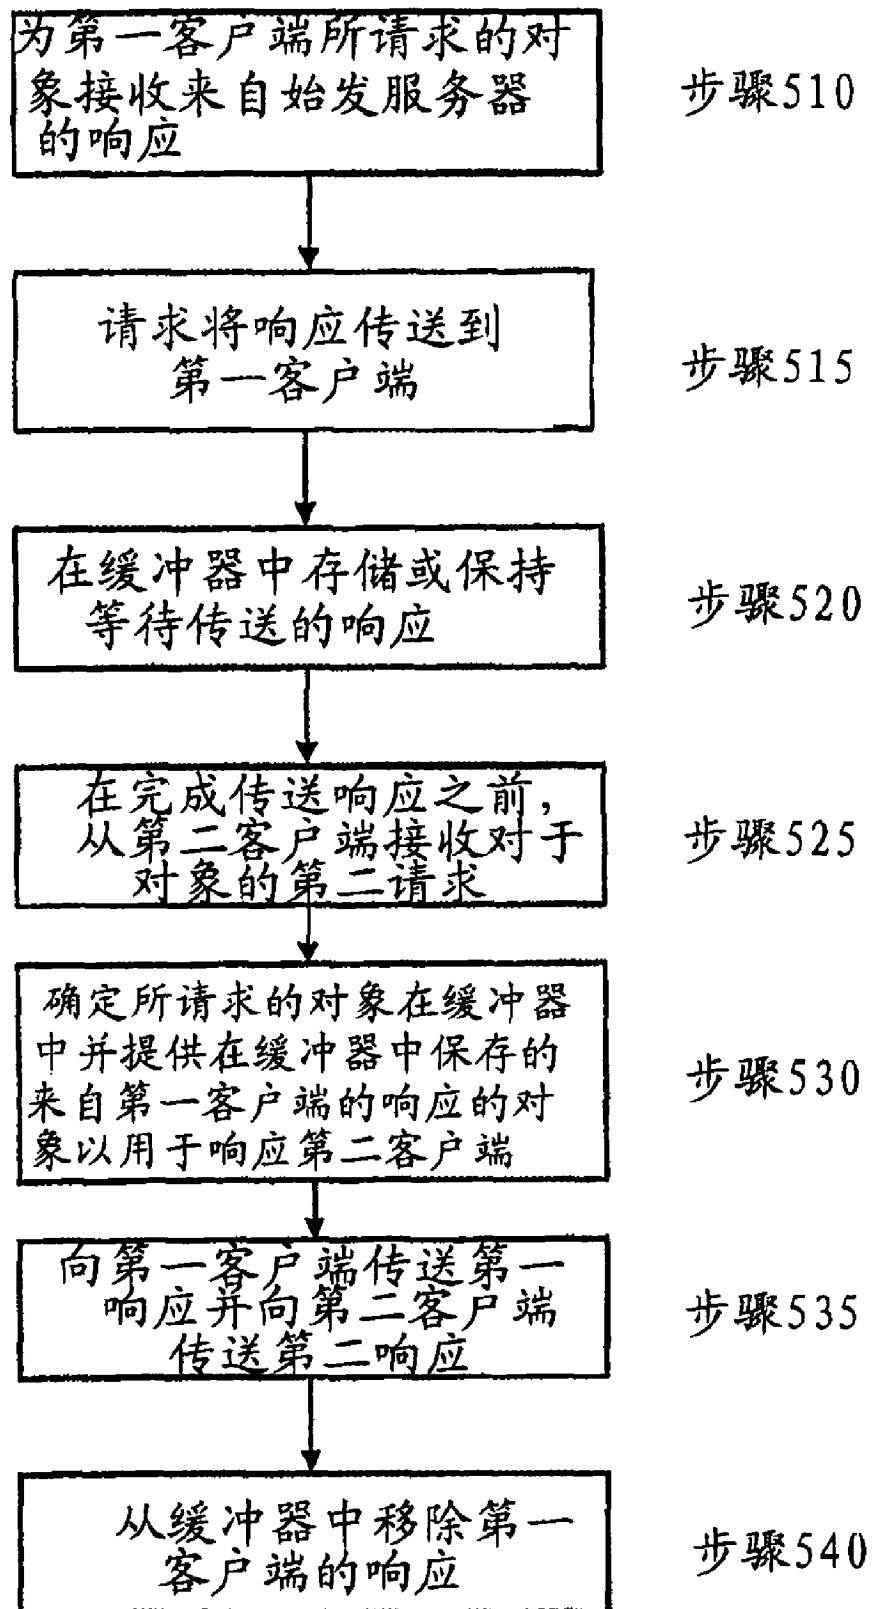 为第一客户端所请求的对
象接收来自始发服务器
的响应
步骤510
请求将响应传送到
第一客户端
步骤515
在缓冲器中存储或保持
等待传送的响应
步骤520
在完成传送响应之前,
从第二客户端接收对于
对象的第二请求
步骤525
确定所请求的对象在缓冲器
中并提供在缓冲器中保存的
来自第一客户端的响应的对
象以用于响应第二客户端
步骤530
向第一客户端传送第一
响应并向第二客户端
传送第二响应
步骤535
从缓冲器中移除第一
客户端的响应
步骤540